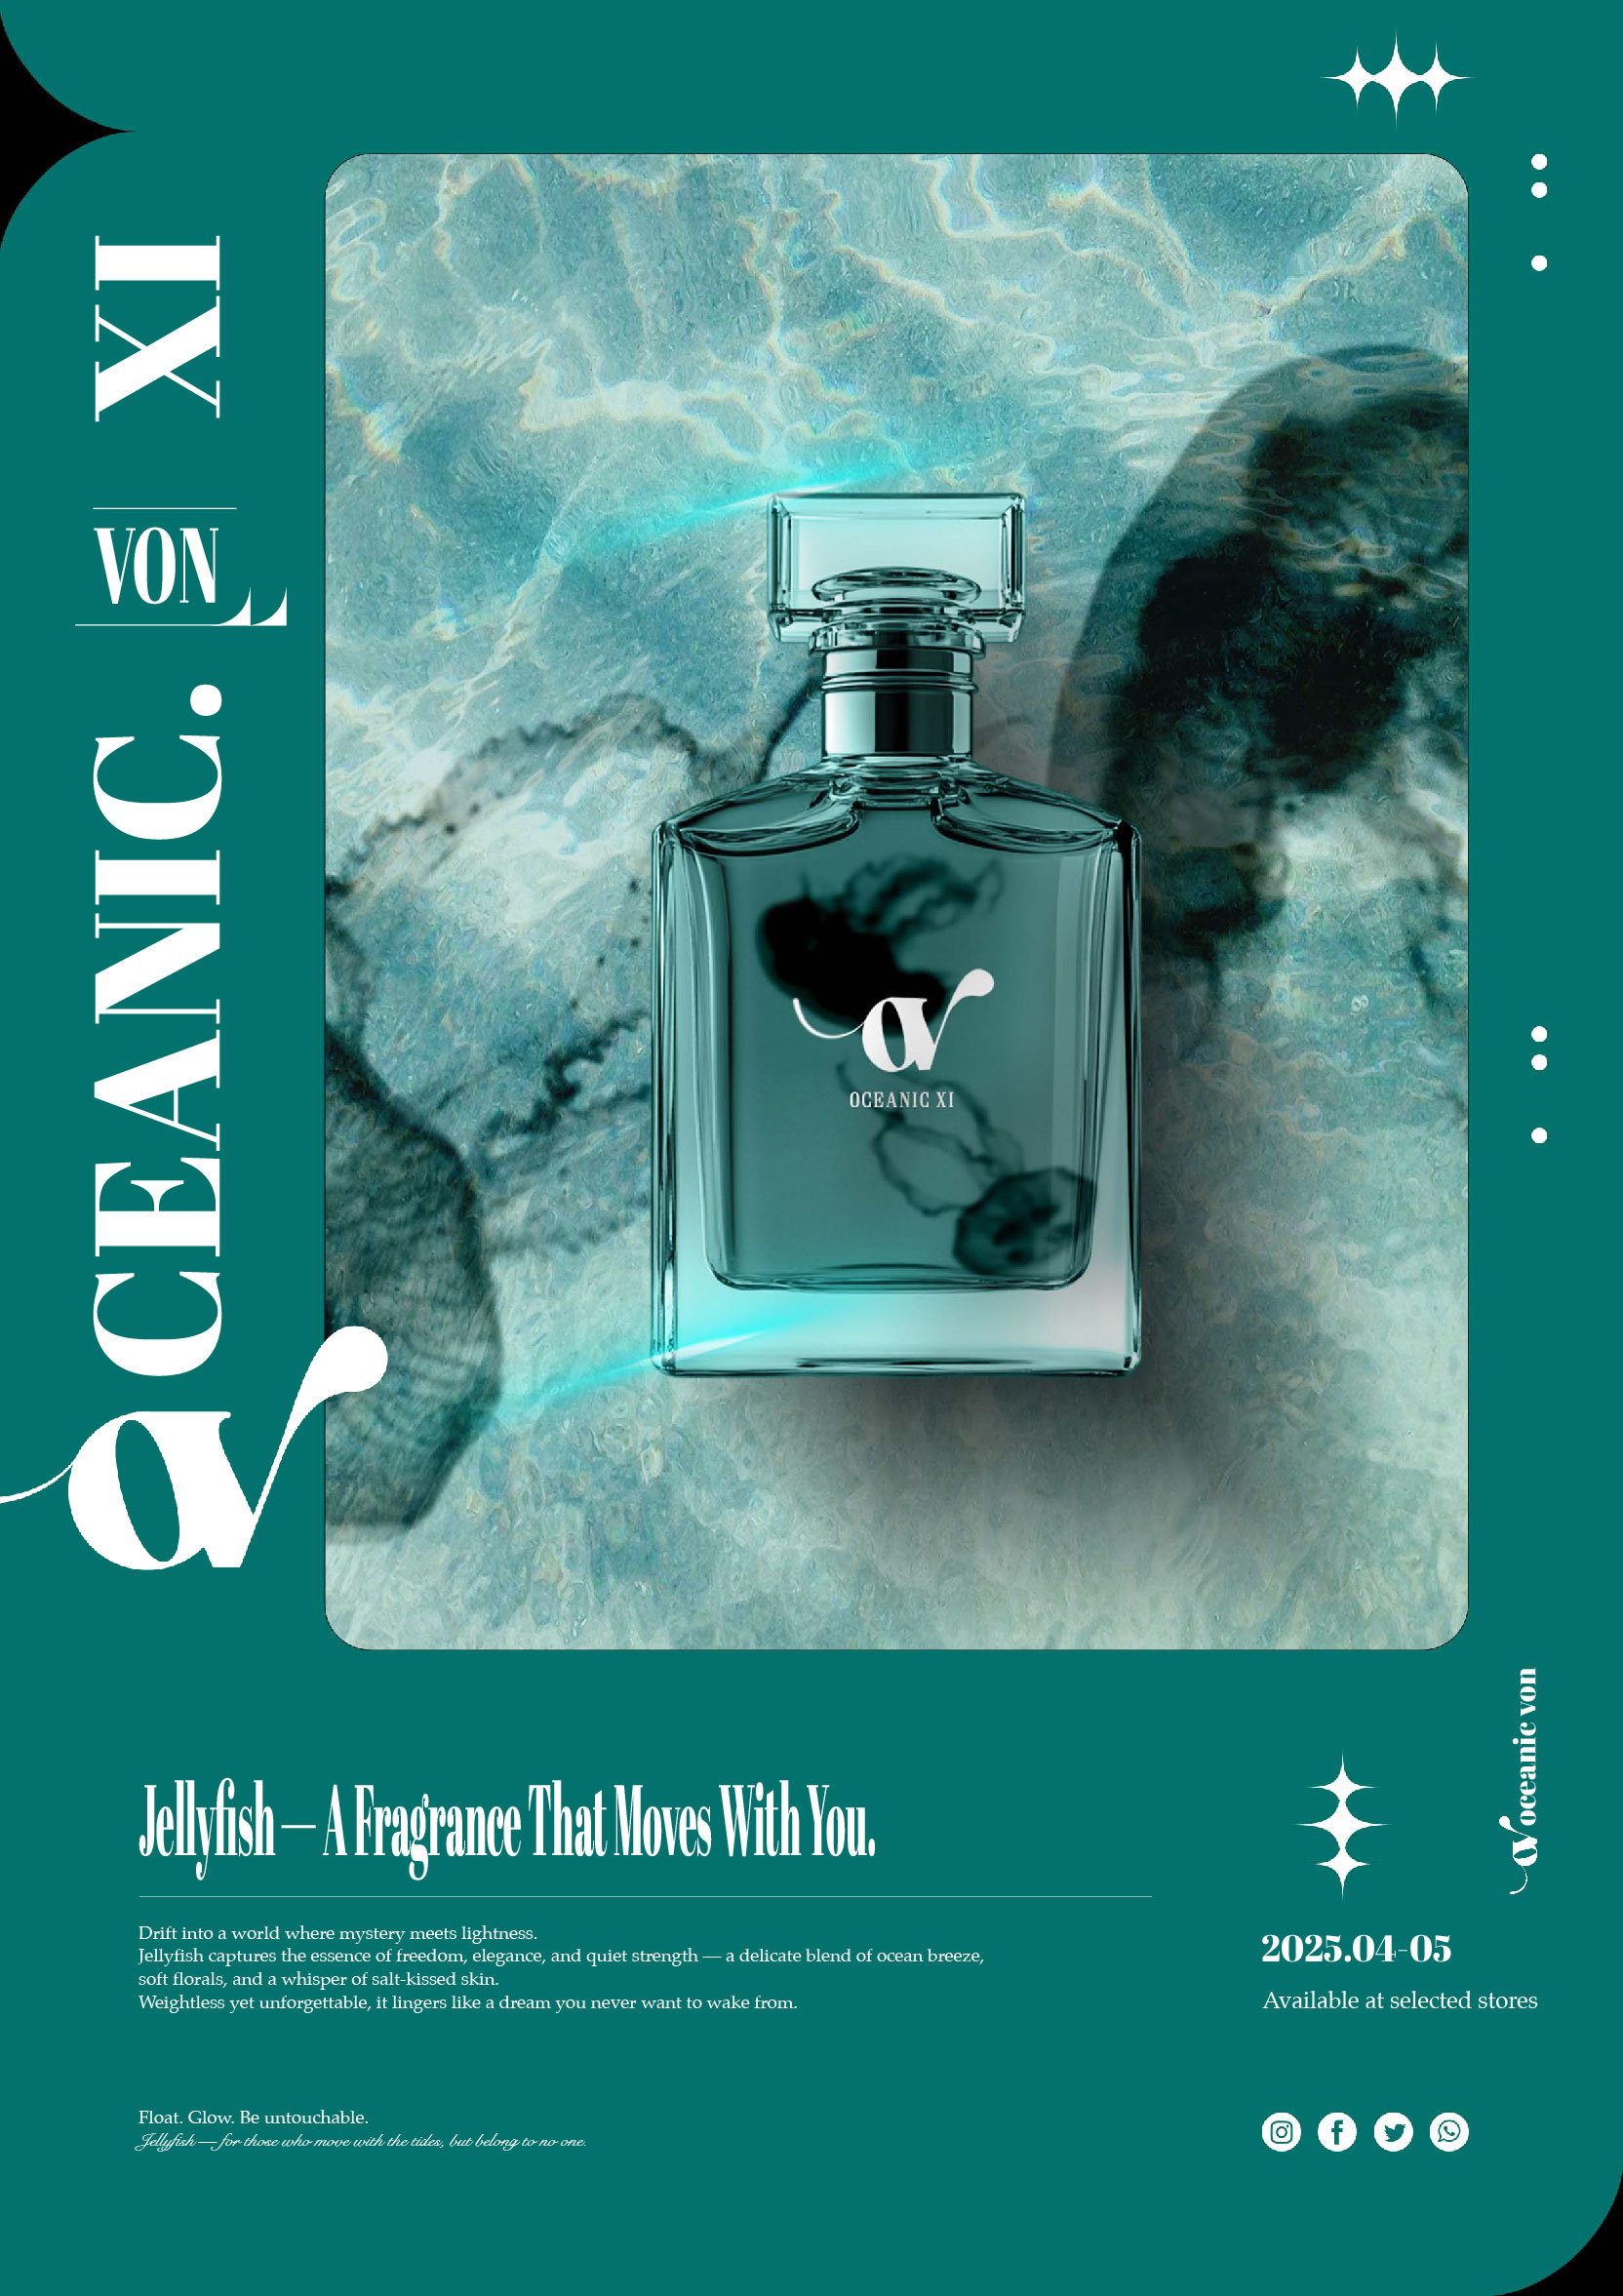 OCEANIC. VON XI
OV
OCEANIC XI
Jellyfish — A Fragrance That Moves With You.
Drift into a world where mystery meets lightness.
Jellyfish captures the essence of freedom, elegance, and quiet strength — a delicate blend of ocean breeze,
soft florals, and a whisper of salt-kissed skin.
Weightless yet unforgettable, it lingers like a dream you never want to wake from.
Float. Glow. Be untouchable.
Jellyfish — for those who move with the tides, but belong to no one.
OV oceanic von
2025.04-05
Available at selected stores